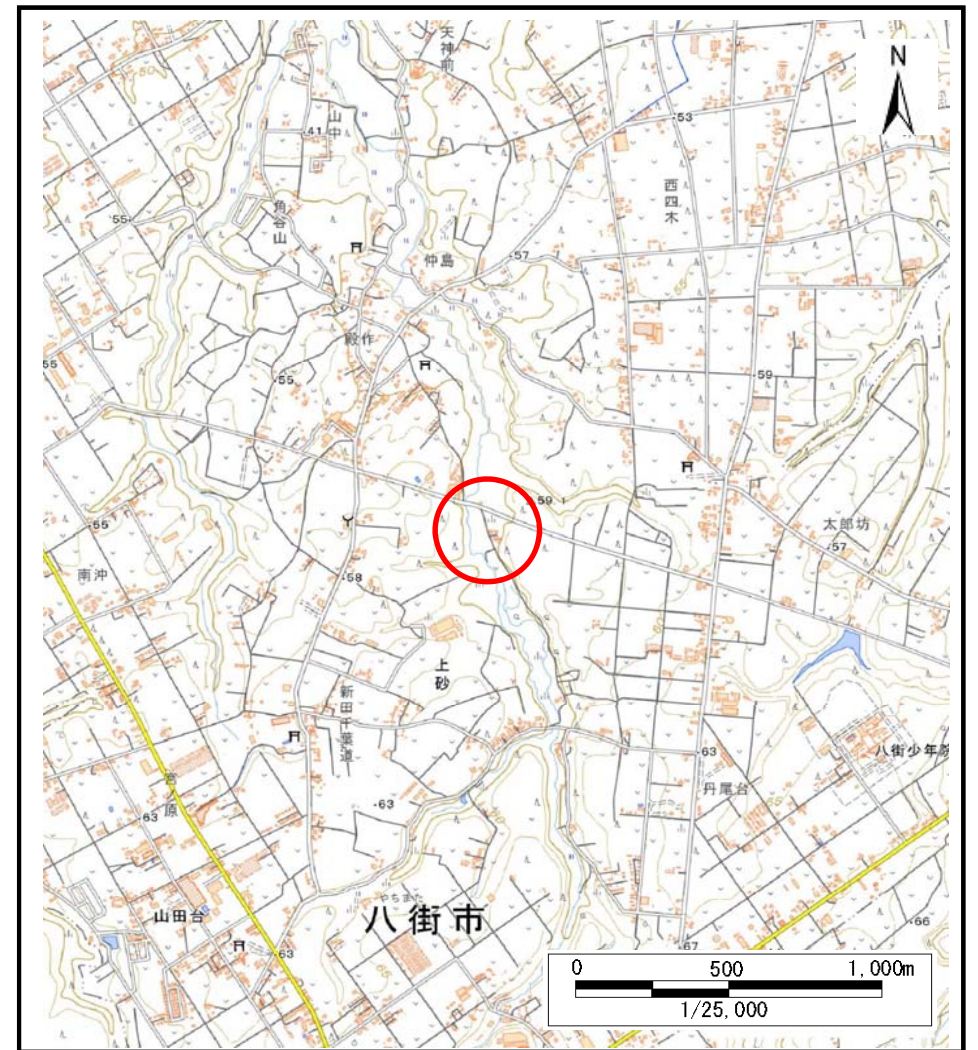 天神前
N
山中
41
53
西四木
角谷山
55
仲島
57
殿作
55
55
59
59.1
太郎坊
57
55
南沖
58
上砂
新田千葉道
八街少年院
63
丹尾台
63
63
やちまた
八街市
山田台
63
66
67
0 500 1,000m
1/25,000